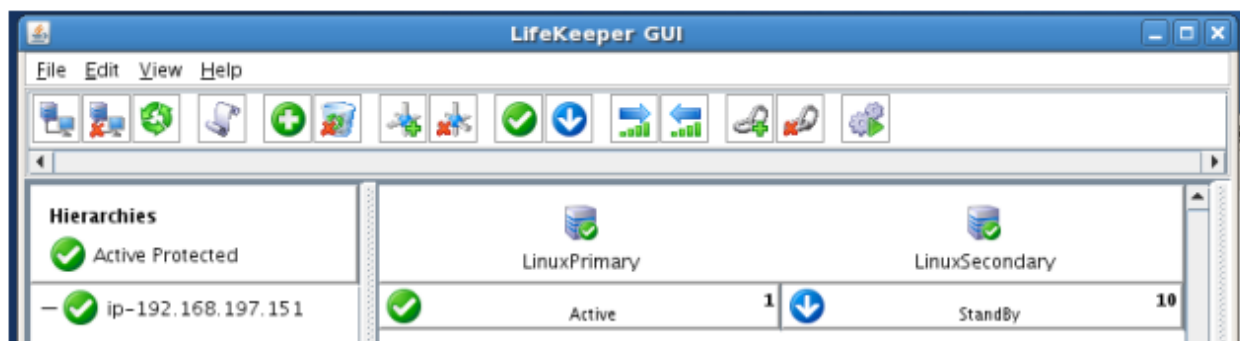 LifeKeeper GUI
File Edit View Help
Hierarchies
Active Protected
LinuxPrimary
LinuxSecondary
ip-192.168.197.151
Active
1
StandBy
10